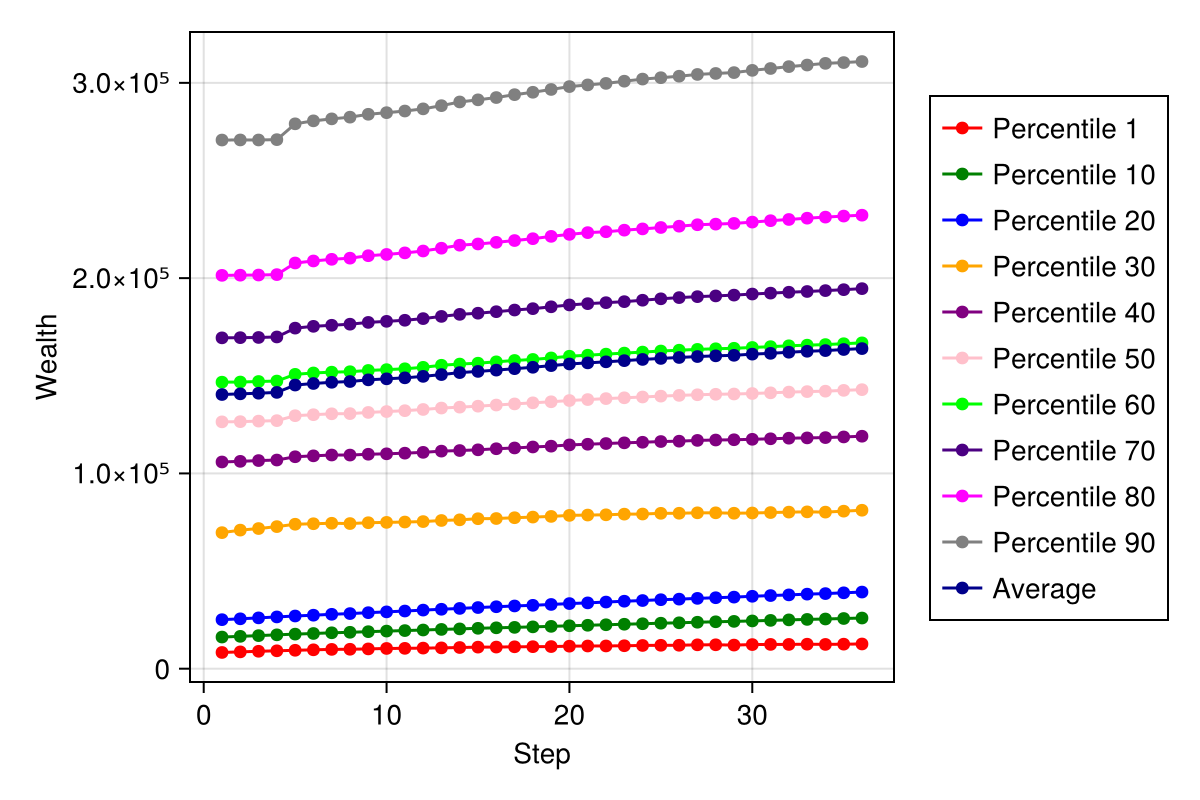 3.0×10⁵
2.0×10⁵
1.0×10⁵
0
Wealth
0 10 20 30
Step
Percentile 1
Percentile 10
Percentile 20
Percentile 30
Percentile 40
Percentile 50
Percentile 60
Percentile 70
Percentile 80
Percentile 90
Average